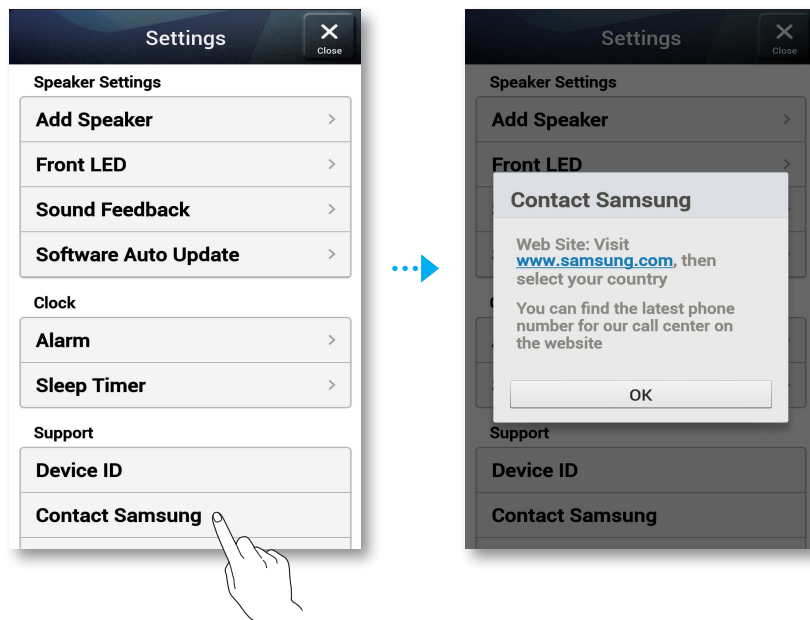 Settings
Close
Speaker Settings
Add Speaker
Front LED
Sound Feedback
Software Auto Update
Clock
Alarm
Sleep Timer
Support
Device ID
Contact Samsung
Settings
Close
Speaker Settings
Add Speaker
Front LED
Contact Samsung
Web Site: Visit
www.samsung.com, then
select your country
You can find the latest phone
number for our call center on
the website
OK
Support
Device ID
Contact Samsung